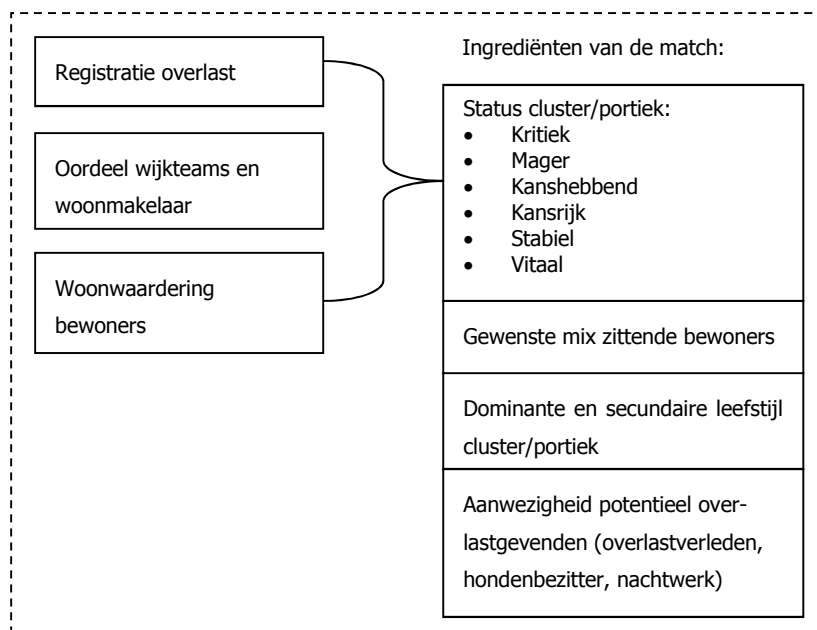 Registratie overlast
Oordeel wijkteams en
woonmakelaar
Woonwaardering
bewoners
Ingrediënten van de match:
Status cluster/portiek:
• Kritiek
• Mager
• Kanshebbend
• Kansrijk
• Stabiel
• Vitaal
Gewenste mix zittende bewoners
Dominante en secundaire leefstijl
cluster/portiek
Aanwezigheid potentieel over-
lastgevenden (overlastverleden,
hondenbezitter, nachtwerk)